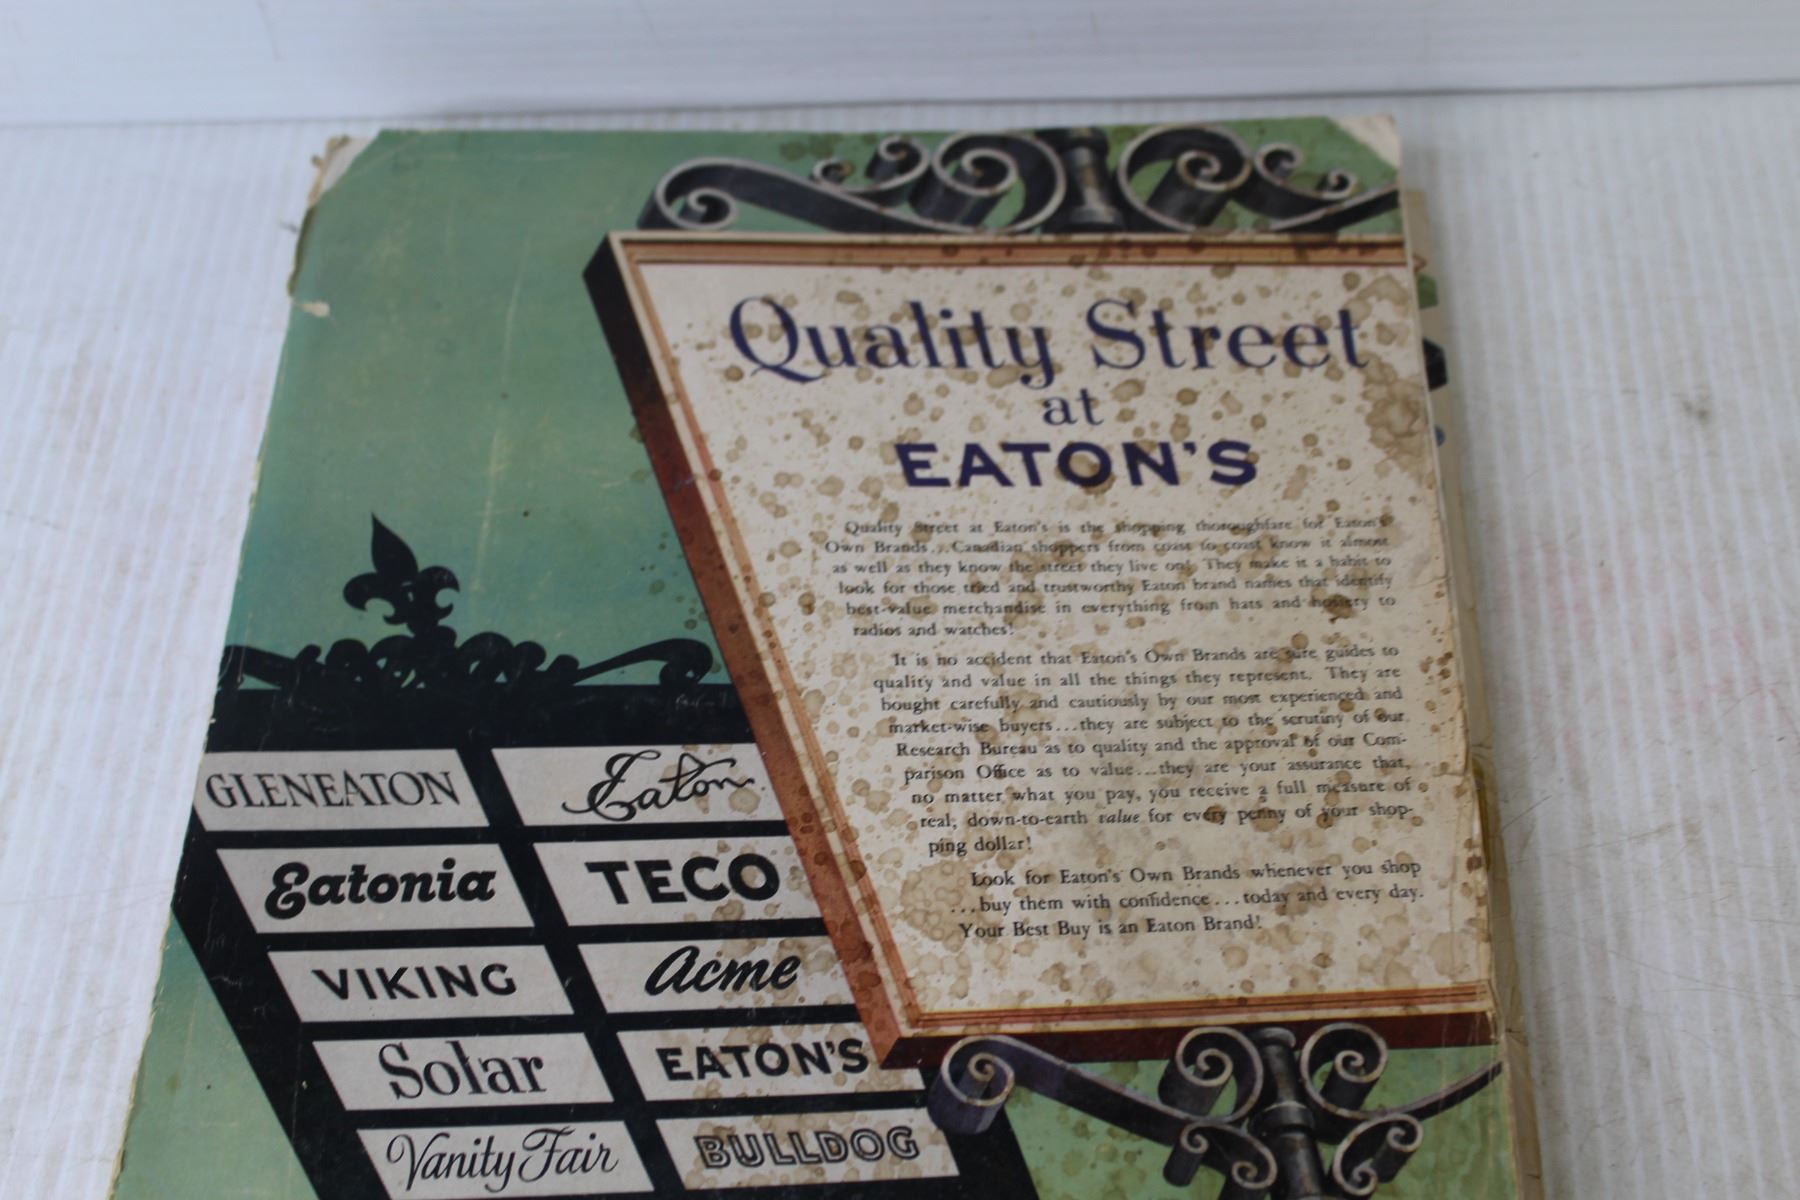 Quality Street
at
EATON'S
Quality Street at Eaton's is the shopping thoroughfare for Eaton's
Own Brands...Canadian shoppers from coast to coast know it almost
as well as they know the street they live on! They make it a habit to
look for those tried and trustworthy Eaton brand names that identify
best-value merchandise in everything from hats and hosiery to
radios and watches!
It is no accident that Eaton's Own Brands are sure guides to
quality and value in all the things they represent. They are
bought carefully and cautiously by our most experienced and
market-wise buyers...they are subject to the scrutiny of our
Research Bureau as to quality and the approval of our Com-
parison Office as to value...they are your assurance that,
no matter what you pay, you receive a full measure of
real, down-to-earth value for every penny of your shop-
ping dollar!
Look for Eaton's Own Brands whenever you shop
...buy them with confidence...today and every day.
Your Best Buy is an Eaton Brand!
GLENEATON
Eaton
Eatonia
TECO
VIKING
Acme
Solar
EATON'S
Vanity Fair
BULLDOG